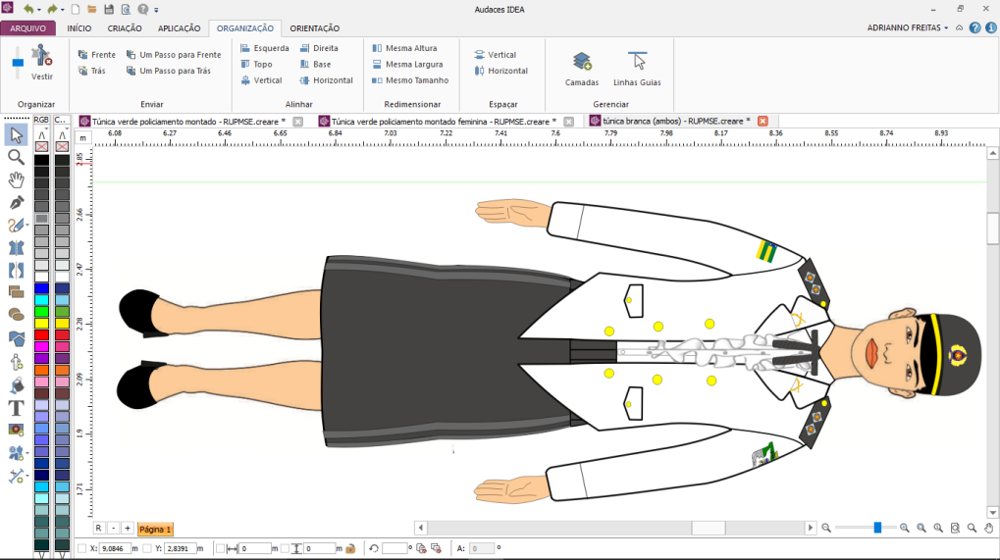 Audaces IDEA
ARQUIVO INÍCIO CRIAÇÃO APLICAÇÃO ORGANIZAÇÃO ORIENTAÇÃO ADRIANNO FREITAS
Frente Um Passo para Frente Esquerda Direita Mesma Altura Vertical
Vestir Trás Um Passo para Trás Topo Base Mesma Largura Horizontal Camadas Linhas Guias
Vertical Horizontal Mesmo Tamanho
Organizar Enviar Alinhar Redimensionar Espaçar Gerenciar
RGB C... Túnica verde policiamento montado - RUPMSE.creare * Túnica verde policiamento montado feminina - RUPMSE.creare * túnica branca (ambos) - RUPMSE.creare *
m 6.08 6.27 6.46 6.65 6.84 7.03 7.22 7.41 7.6 7.79 7.98 8.17 8.36 8.55 8.74 8.93
2.85
2.66
2.47
2.28
2.09
1.9
1.71
R - + Página 1
X: 9,0846 m Y: 2,8391 m 0 m 0 m º A: 0 º